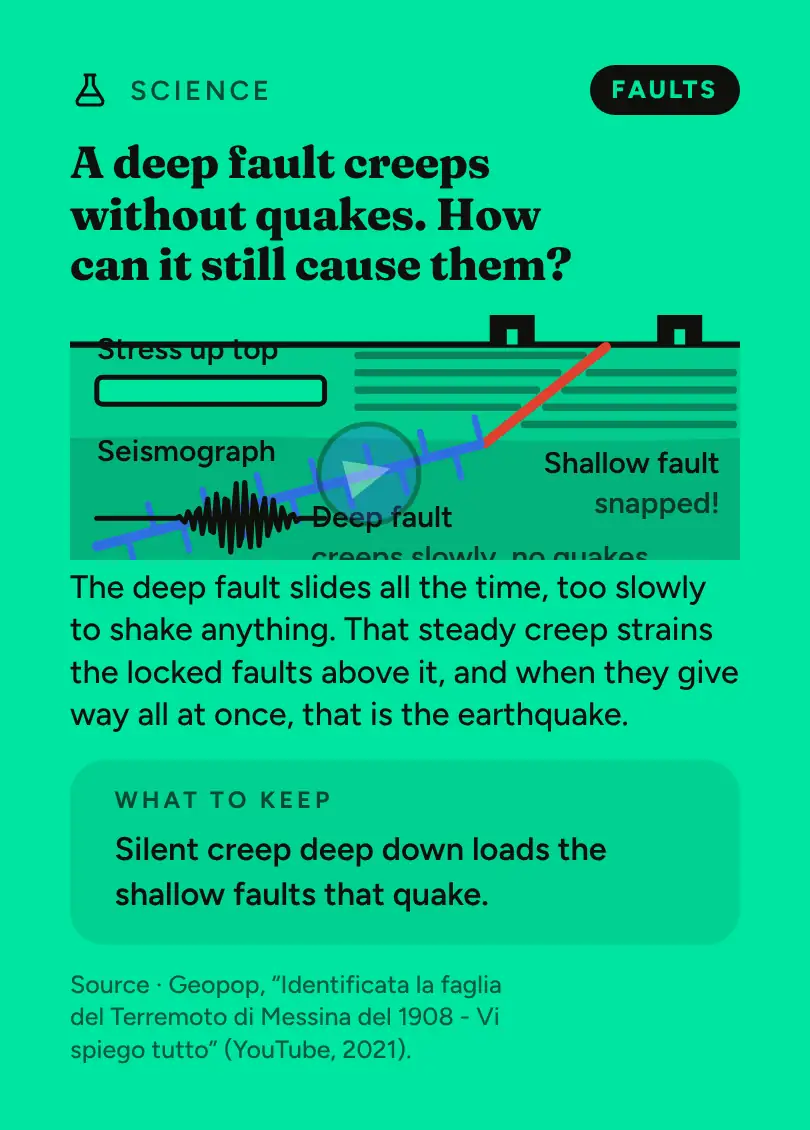 SCIENCE
FAULTS
A deep fault creeps
without quakes. How
can it still cause them?
Stress up top
Seismograph
Shallow fault
snapped!
Deep fault
creeps slowly, no quakes
The deep fault slides all the time, too slowly
to shake anything. That steady creep strains
the locked faults above it, and when they give
way all at once, that is the earthquake.
WHAT TO KEEP
Silent creep deep down loads the
shallow faults that quake.
Source · Geopop, “Identificata la faglia
del Terremoto di Messina del 1908 - Vi
spiego tutto” (YouTube, 2021).